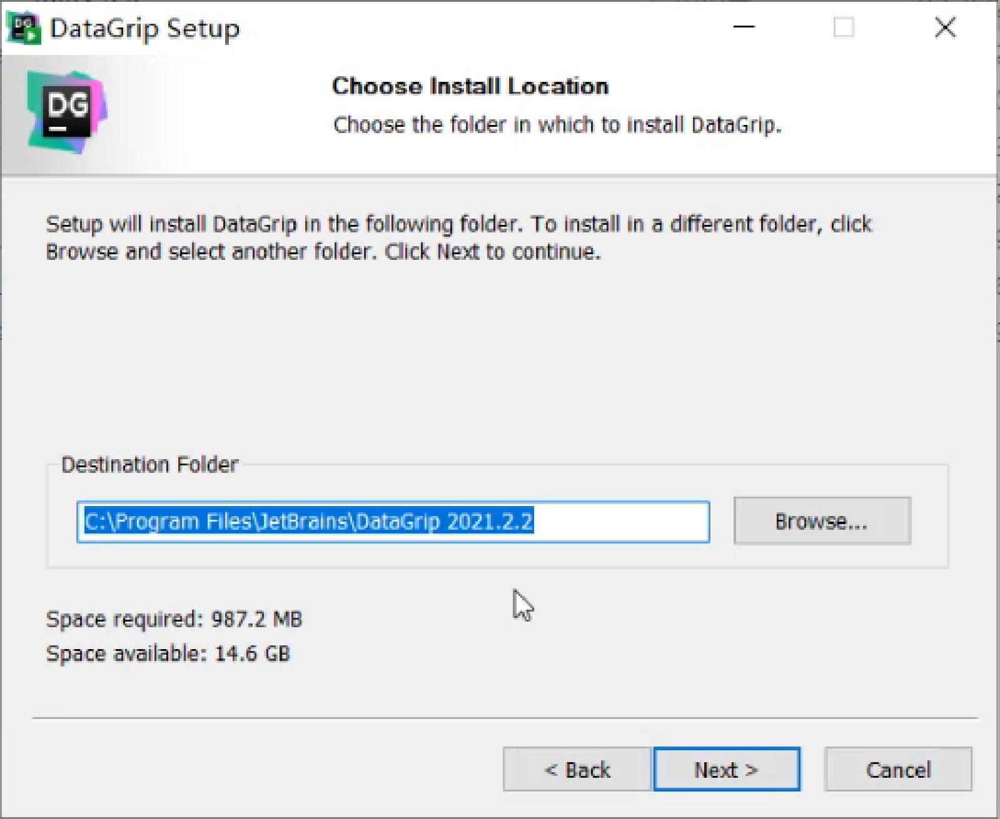 DataGrip Setup
DG
Choose Install Location
Choose the folder in which to install DataGrip.
Setup will install DataGrip in the following folder. To install in a different folder, click
Browse and select another folder. Click Next to continue.
Destination Folder
C:\Program Files\JetBrains\DataGrip 2021.2.2
Browse...
Space required: 987.2 MB
Space available: 14.6 GB
< Back
Next >
Cancel